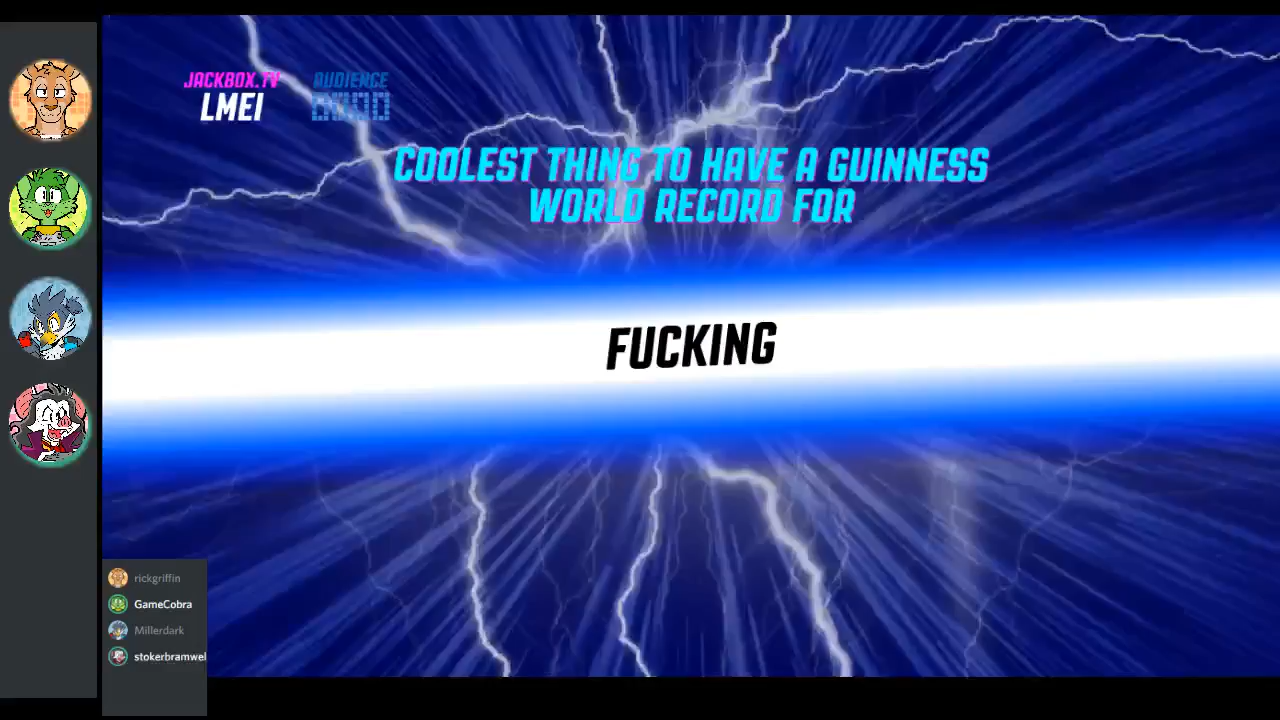 JACKBOX.TV
LMEI
AUDIENCE
COOLEST THING TO HAVE A GUINNESS
WORLD RECORD FOR
FUCKING
rickgriffin
GameCobra
Millerdark
stokerbramwel